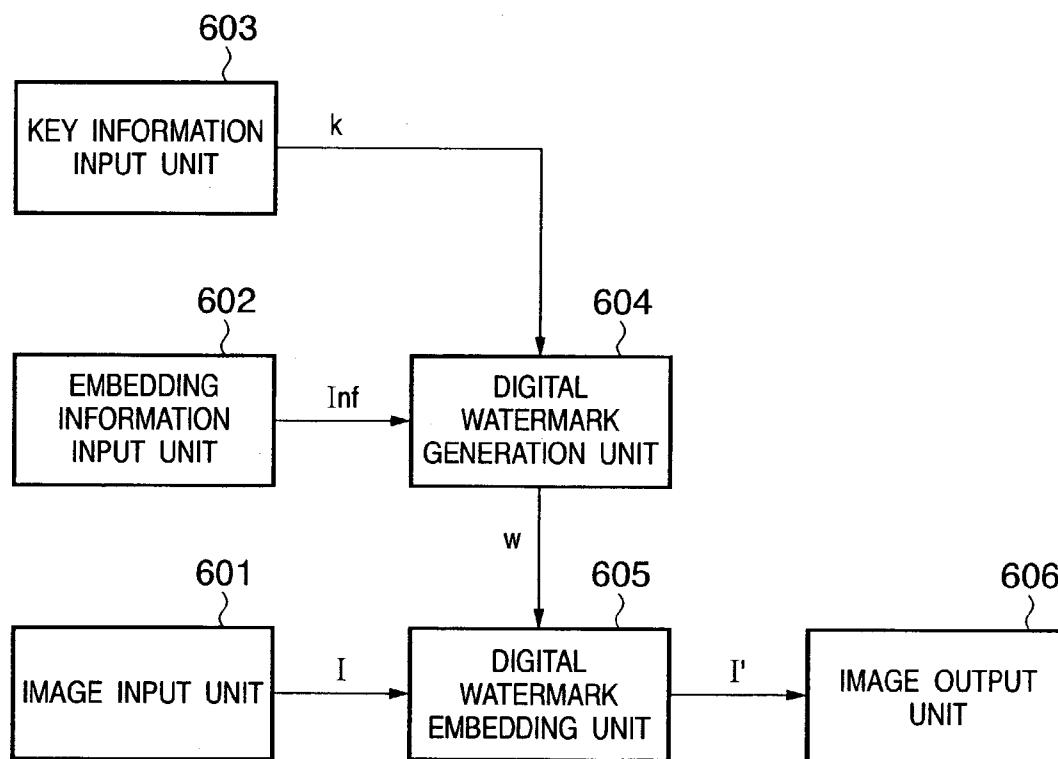 603
KEY INFORMATION
INPUT UNIT
k
602
604
EMBEDDING
INFORMATION
INPUT UNIT
Inf
DIGITAL
WATERMARK
GENERATION UNIT
w
601
605
606
IMAGE INPUT UNIT
I
DIGITAL
WATERMARK
EMBEDDING UNIT
I'
IMAGE OUTPUT
UNIT